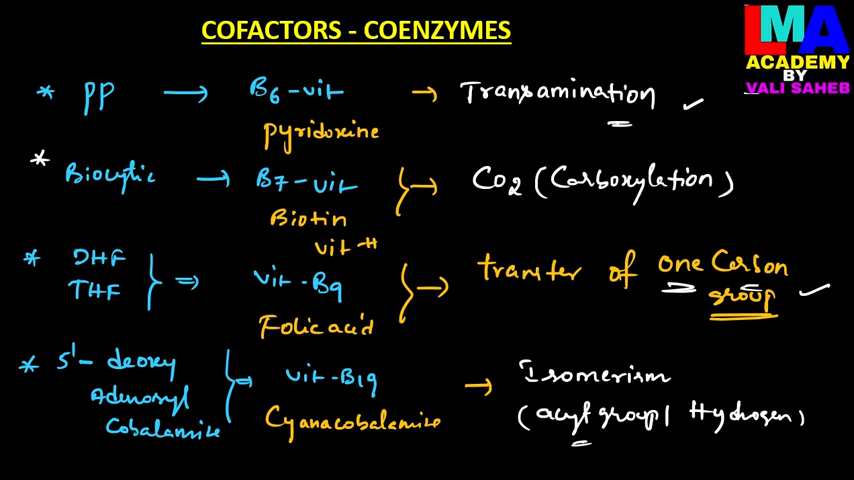 COFACTORS - COENZYMES
LMA
ACADEMY
BY
VALI SAHEB
* PP → B6-vit → Transamination ✓
Pyridoxine
* Biocytic → B7-vit } → CO2 (Carboxylation)
Biotin
vit-H
* DHF
THF } ⇒ vit-B9 } → transfer of one Carbon
group ✓
Folic acid
* 5'-deoxy
Adenosyl
Cobalamine } ⇒ vit-B12 → Isomerism
Cyanacobalamine (acyl group/Hydrogen)